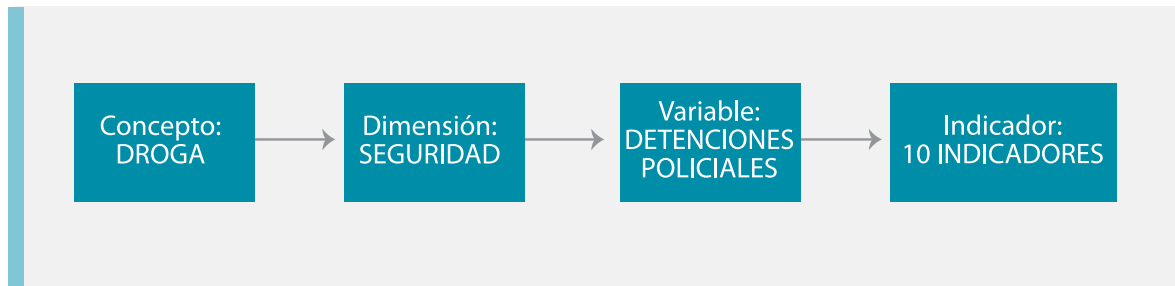 Concepto:
DROGA
Dimensión:
SEGURIDAD
Variable:
DETENCIONES
POLICIALES
Indicador:
10 INDICADORES